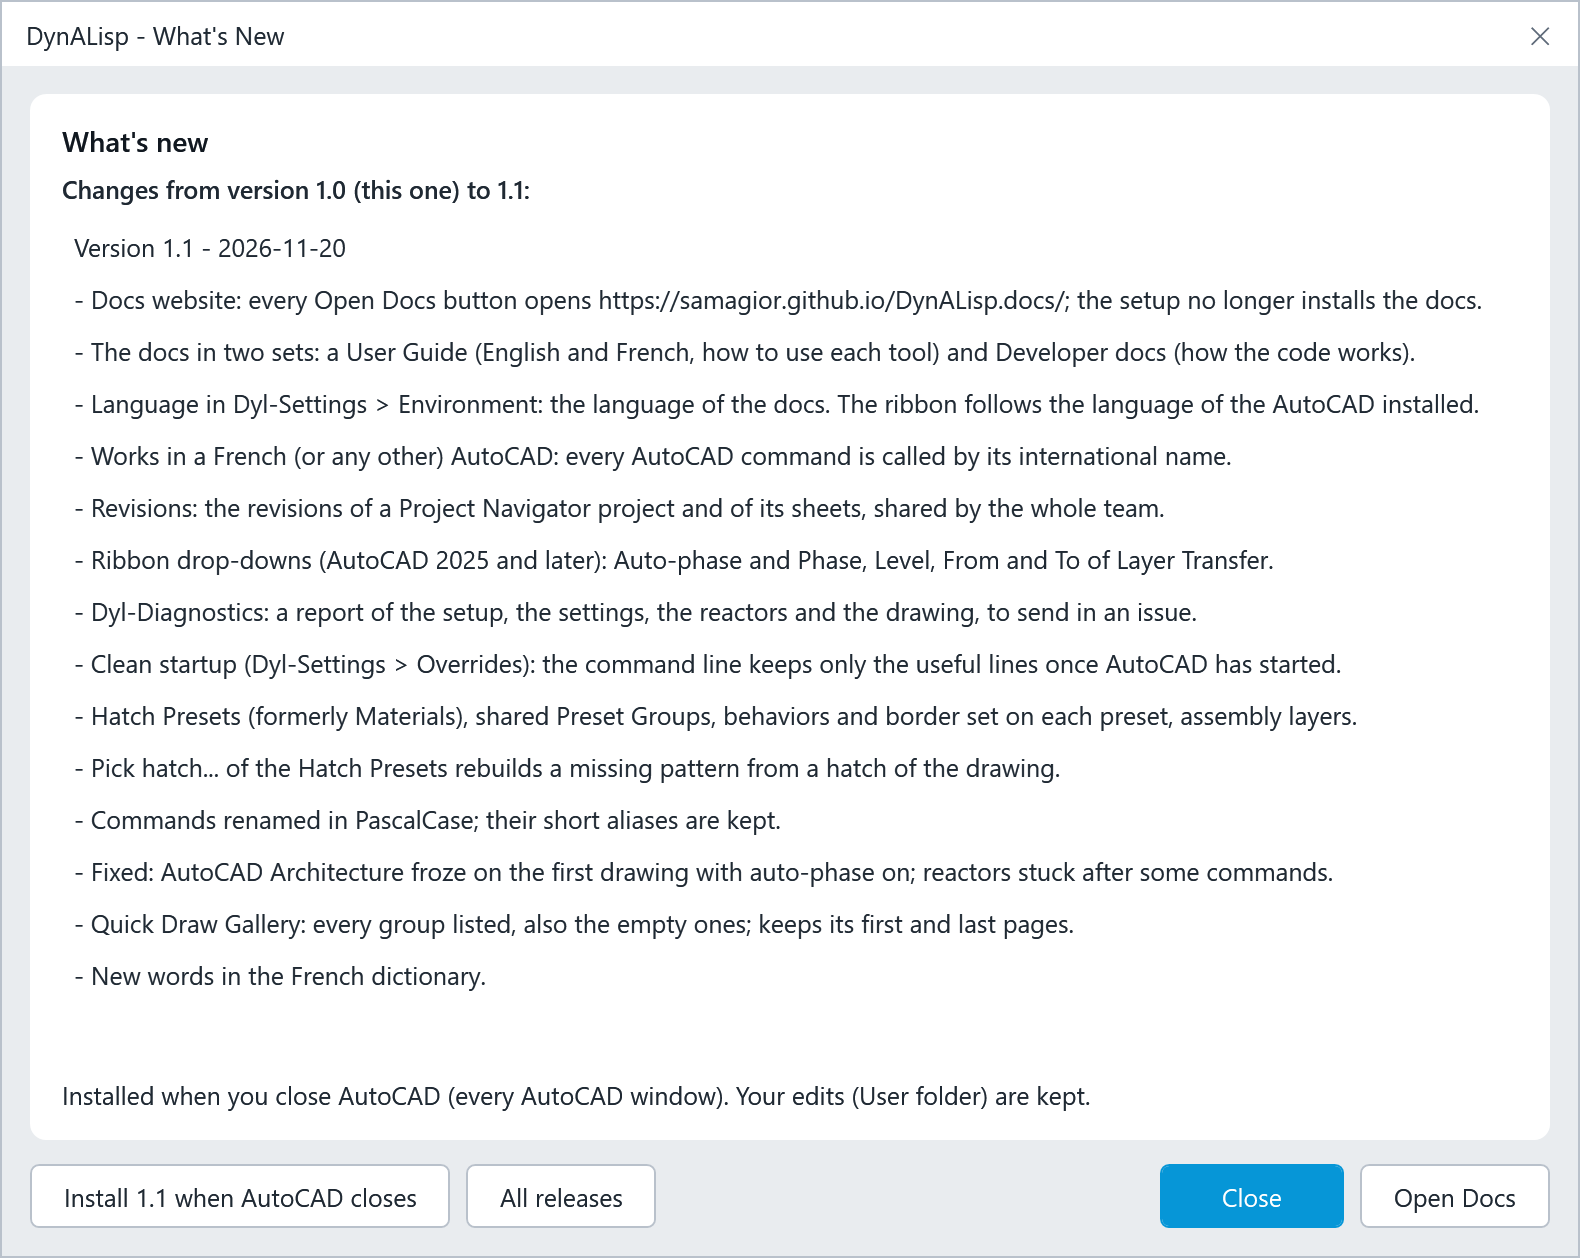 DynALisp - What's New
What's new
Changes from version 1.0 (this one) to 1.1:
Version 1.1 - 2026-11-20
- Docs website: every Open Docs button opens https://samagior.github.io/DynALisp.docs/; the setup no longer installs the docs.
- The docs in two sets: a User Guide (English and French, how to use each tool) and Developer docs (how the code works).
- Language in Dyl-Settings > Environment: the language of the docs. The ribbon follows the language of the AutoCAD installed.
- Works in a French (or any other) AutoCAD: every AutoCAD command is called by its international name.
- Revisions: the revisions of a Project Navigator project and of its sheets, shared by the whole team.
- Ribbon drop-downs (AutoCAD 2025 and later): Auto-phase and Phase, Level, From and To of Layer Transfer.
- Dyl-Diagnostics: a report of the setup, the settings, the reactors and the drawing, to send in an issue.
- Clean startup (Dyl-Settings > Overrides): the command line keeps only the useful lines once AutoCAD has started.
- Hatch Presets (formerly Materials), shared Preset Groups, behaviors and border set on each preset, assembly layers.
- Pick hatch... of the Hatch Presets rebuilds a missing pattern from a hatch of the drawing.
- Commands renamed in PascalCase; their short aliases are kept.
- Fixed: AutoCAD Architecture froze on the first drawing with auto-phase on; reactors stuck after some commands.
- Quick Draw Gallery: every group listed, also the empty ones; keeps its first and last pages.
- New words in the French dictionary.
Installed when you close AutoCAD (every AutoCAD window). Your edits (User folder) are kept.
Install 1.1 when AutoCAD closes
All releases
Close
Open Docs